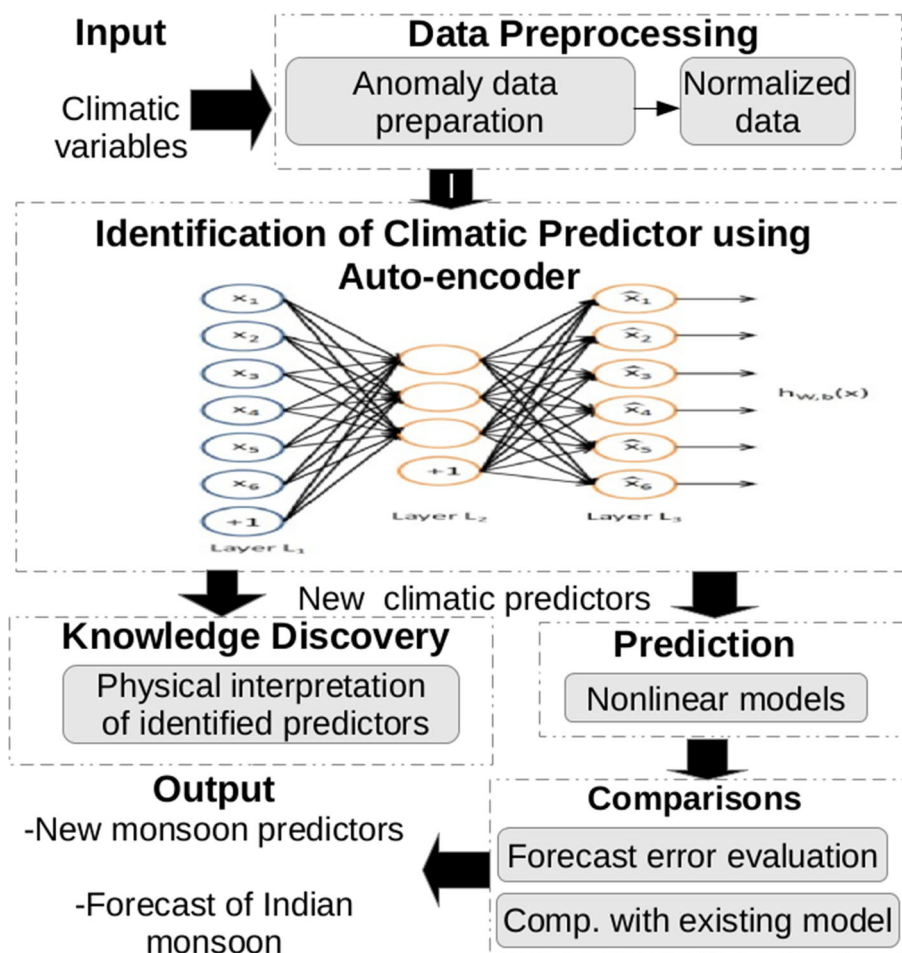 Input
Climatic
variables
Data Preprocessing
Anomaly data
preparation
Normalized
data
Identification of Climatic Predictor using
Auto-encoder
x₁
x₂
x₃
x₄
x₅
x₆
+1
Layer L₁
+1
Layer L₂
x̂₁
x̂₂
x̂₃
x̂₄
x̂₅
x̂₆
Layer L₃
h_W,b(x)
New climatic predictors
Knowledge Discovery
Physical interpretation
of identified predictors
Prediction
Nonlinear models
Comparisons
Forecast error evaluation
Comp. with existing model
Output
-New monsoon predictors
-Forecast of Indian
monsoon